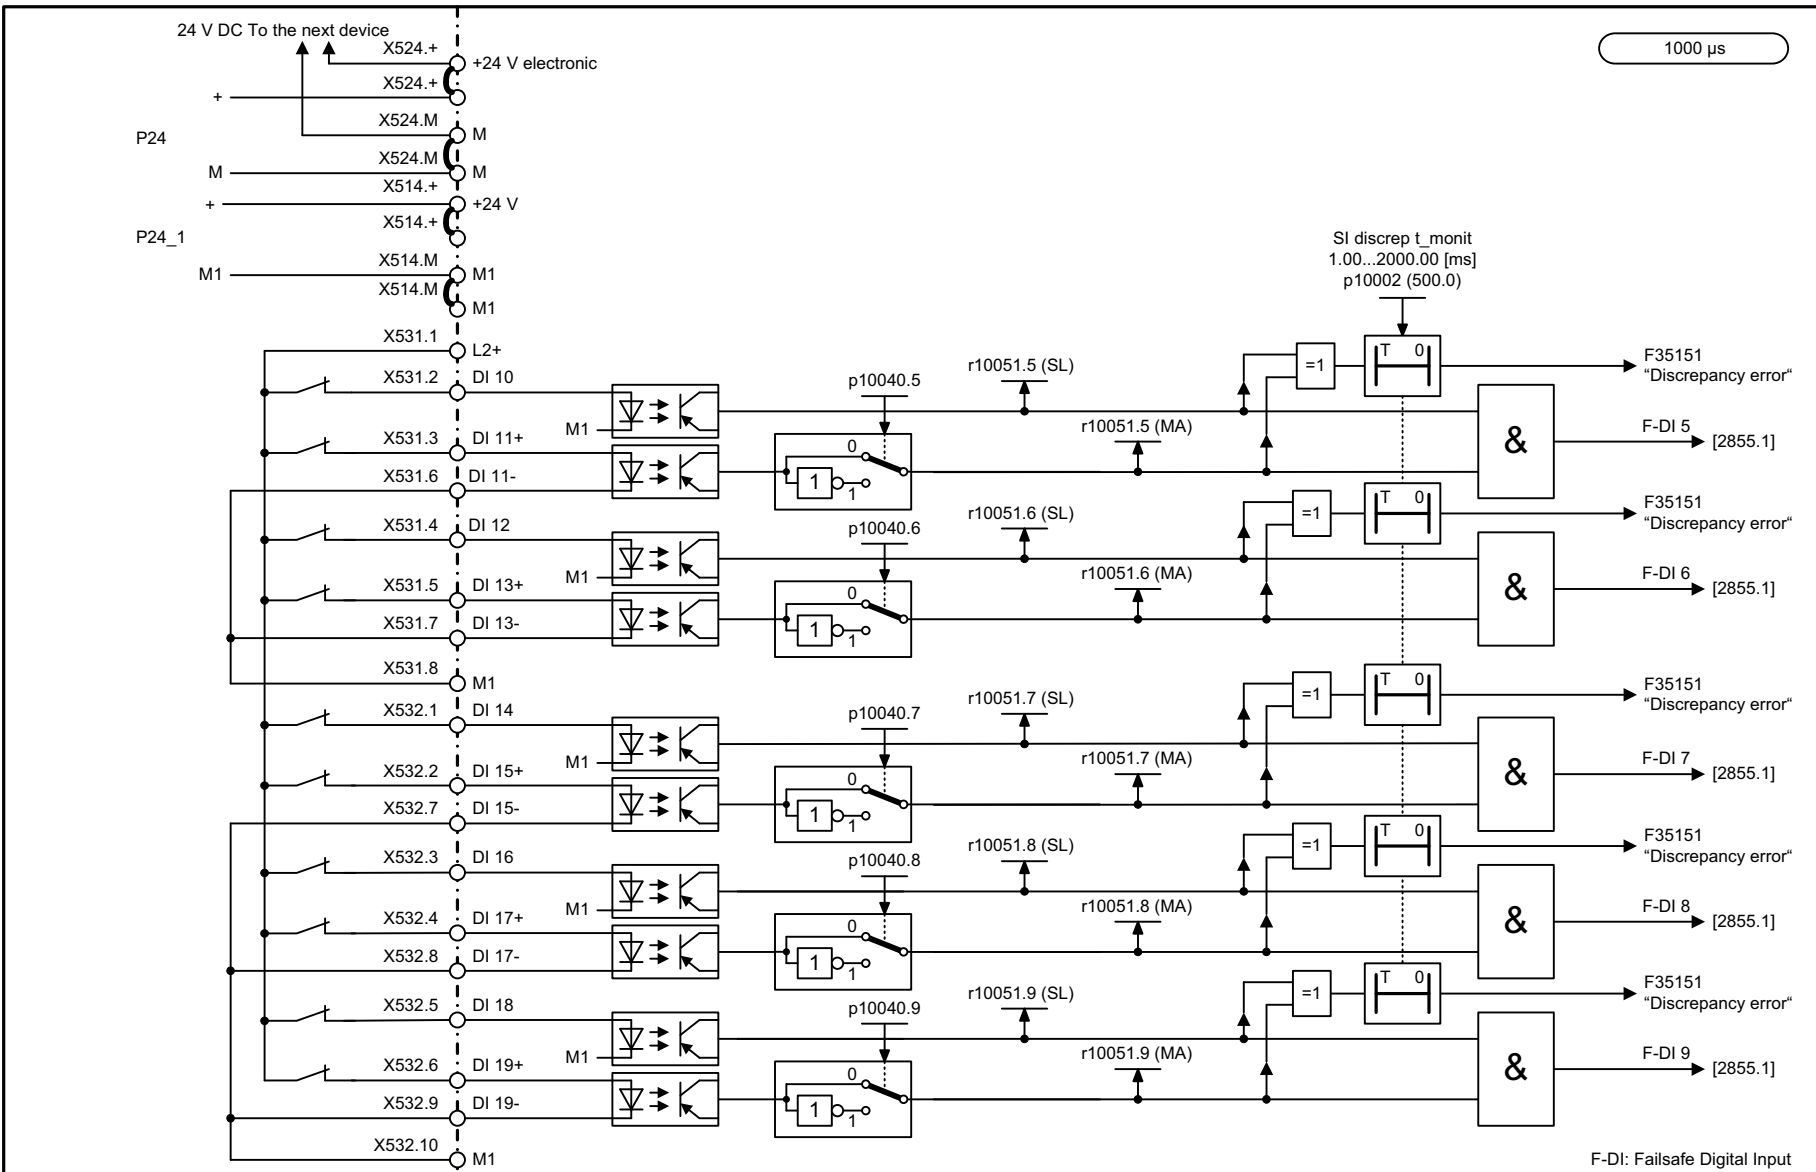 24 V DC To the next device
1000 µs
X524.+
+24 V electronic
X524.+
+
X524.M
M
P24
X524.M
M
M
X514.+
+
+24 V
X514.+
P24_1
X514.M
M1
M1
X514.M
M1
SI discrep t_monit
1.00...2000.00 [ms]
p10002 (500.0)
X531.1
L2+
X531.2
DI 10
M1
p10040.5
r10051.5 (SL)
=1
T 0
F35151
“Discrepancy error“
X531.3
DI 11+
0
1
1
r10051.5 (MA)
&
F-DI 5
[2855.1]
X531.6
DI 11-
X531.4
DI 12
M1
p10040.6
r10051.6 (SL)
=1
T 0
F35151
“Discrepancy error“
X531.5
DI 13+
0
1
1
r10051.6 (MA)
&
F-DI 6
[2855.1]
X531.7
DI 13-
X531.8
M1
X532.1
DI 14
M1
p10040.7
r10051.7 (SL)
=1
T 0
F35151
“Discrepancy error“
X532.2
DI 15+
0
1
1
r10051.7 (MA)
&
F-DI 7
[2855.1]
X532.7
DI 15-
X532.3
DI 16
M1
p10040.8
r10051.8 (SL)
=1
T 0
F35151
“Discrepancy error“
X532.4
DI 17+
0
1
1
r10051.8 (MA)
&
F-DI 8
[2855.1]
X532.8
DI 17-
X532.5
DI 18
M1
p10040.9
r10051.9 (SL)
=1
T 0
F35151
“Discrepancy error“
X532.6
DI 19+
0
1
1
r10051.9 (MA)
&
F-DI 9
[2855.1]
X532.9
DI 19-
X532.10
M1
F-DI: Failsafe Digital Input